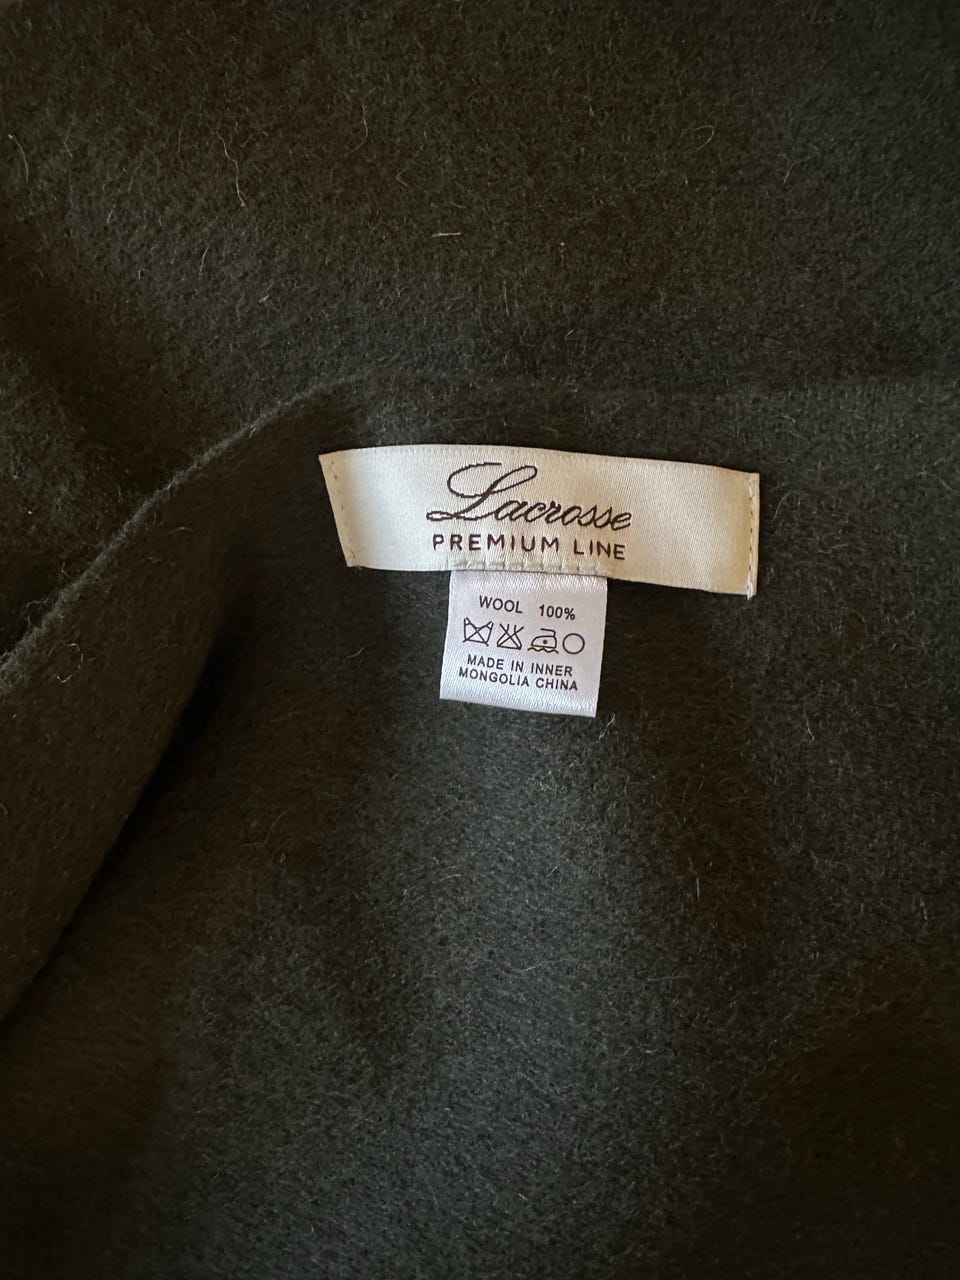 Lacrosse
PREMIUM LINE
WOOL 100%
MADE IN INNER
MONGOLIA CHINA